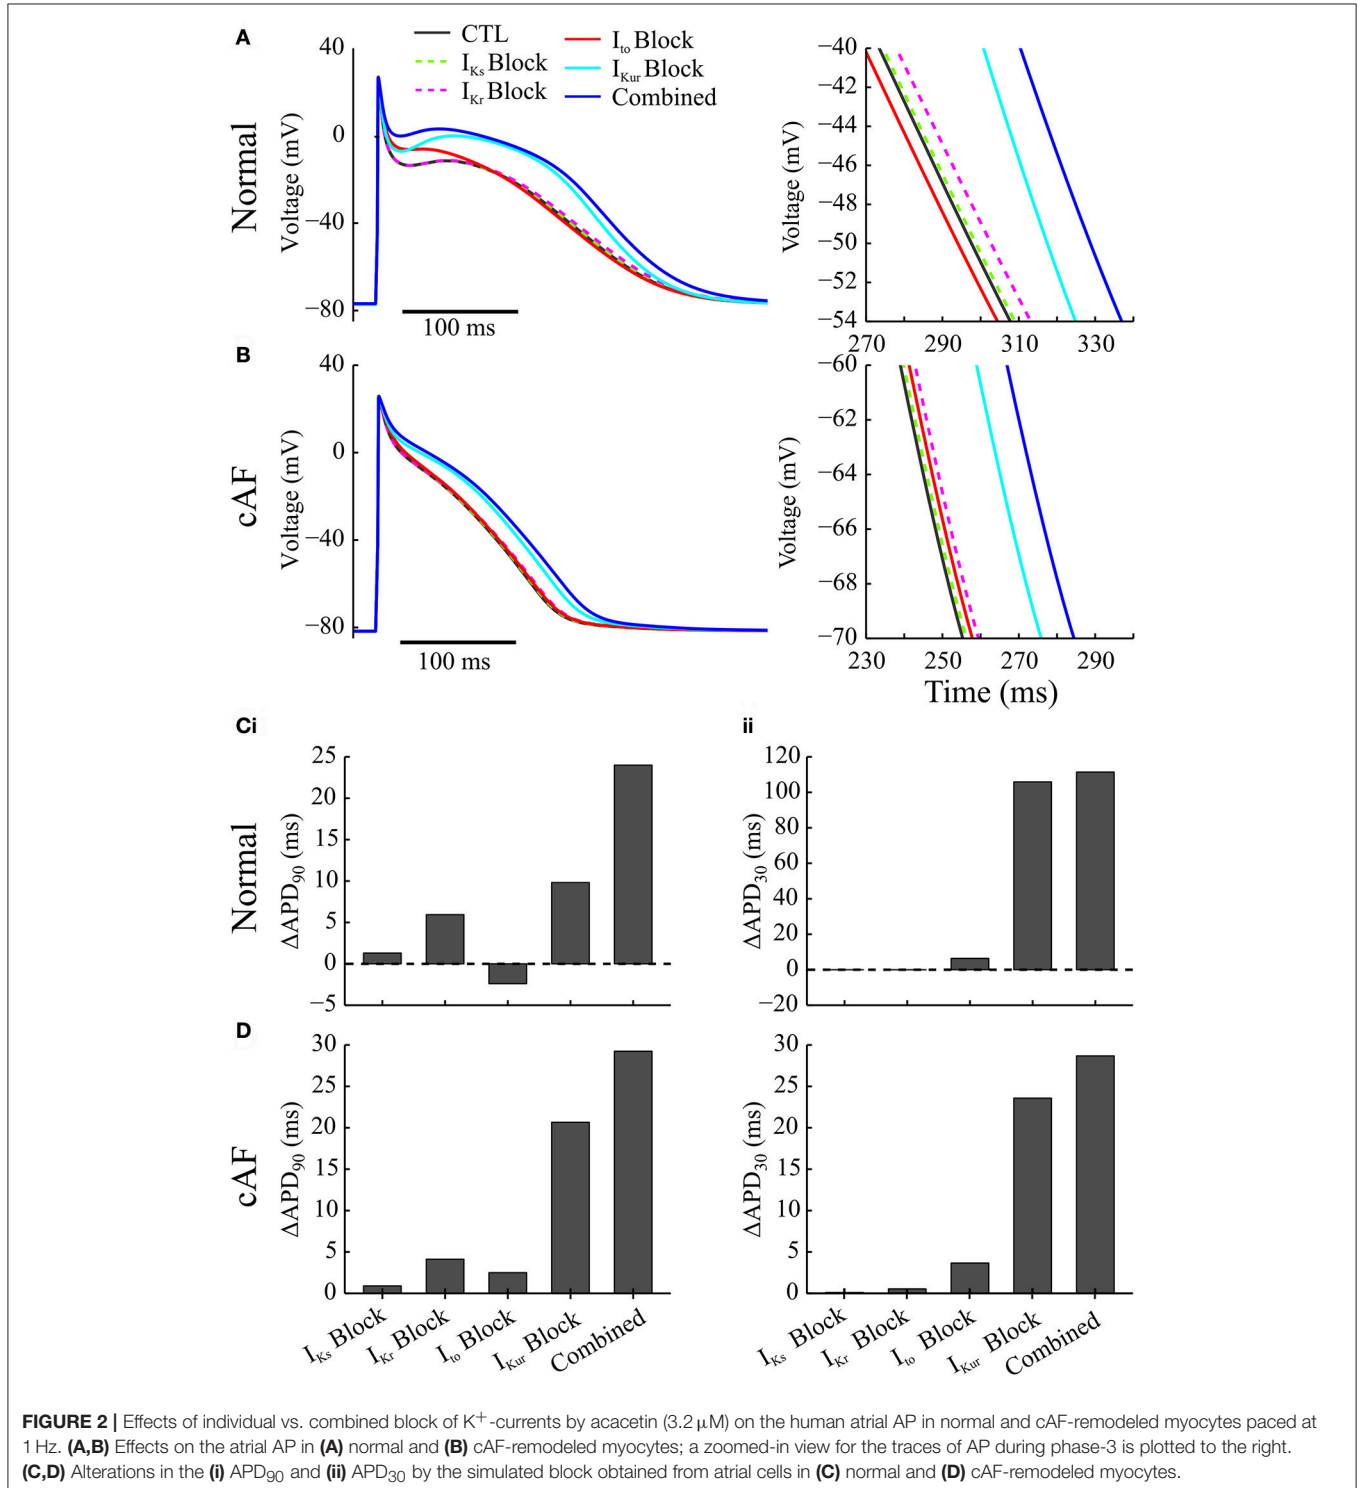 A
CTL
I_Ks Block
I_Kr Block
I_to Block
I_Kur Block
Combined
Normal
Voltage (mV)
40
0
−40
−80
100 ms
Voltage (mV)
−40
−42
−44
−46
−48
−50
−52
−54
270 290 310 330
B
cAF
Voltage (mV)
40
0
−40
−80
100 ms
Voltage (mV)
−60
−62
−64
−66
−68
−70
230 250 270 290
Time (ms)
Ci
Normal
ΔAPD90 (ms)
25
20
15
10
5
0
−5
ii
ΔAPD30 (ms)
120
100
80
60
40
20
0
−20
D
cAF
ΔAPD90 (ms)
30
25
20
15
10
5
0
I_Ks Block
I_Kr Block
I_to Block
I_Kur Block
Combined
ΔAPD30 (ms)
30
25
20
15
10
5
0
I_Ks Block
I_Kr Block
I_to Block
I_Kur Block
Combined
FIGURE 2 | Effects of individual vs. combined block of K+-currents by acacetin (3.2 μM) on the human atrial AP in normal and cAF-remodeled myocytes paced at
1 Hz. (A,B) Effects on the atrial AP in (A) normal and (B) cAF-remodeled myocytes; a zoomed-in view for the traces of AP during phase-3 is plotted to the right.
(C,D) Alterations in the (i) APD90 and (ii) APD30 by the simulated block obtained from atrial cells in (C) normal and (D) cAF-remodeled myocytes.